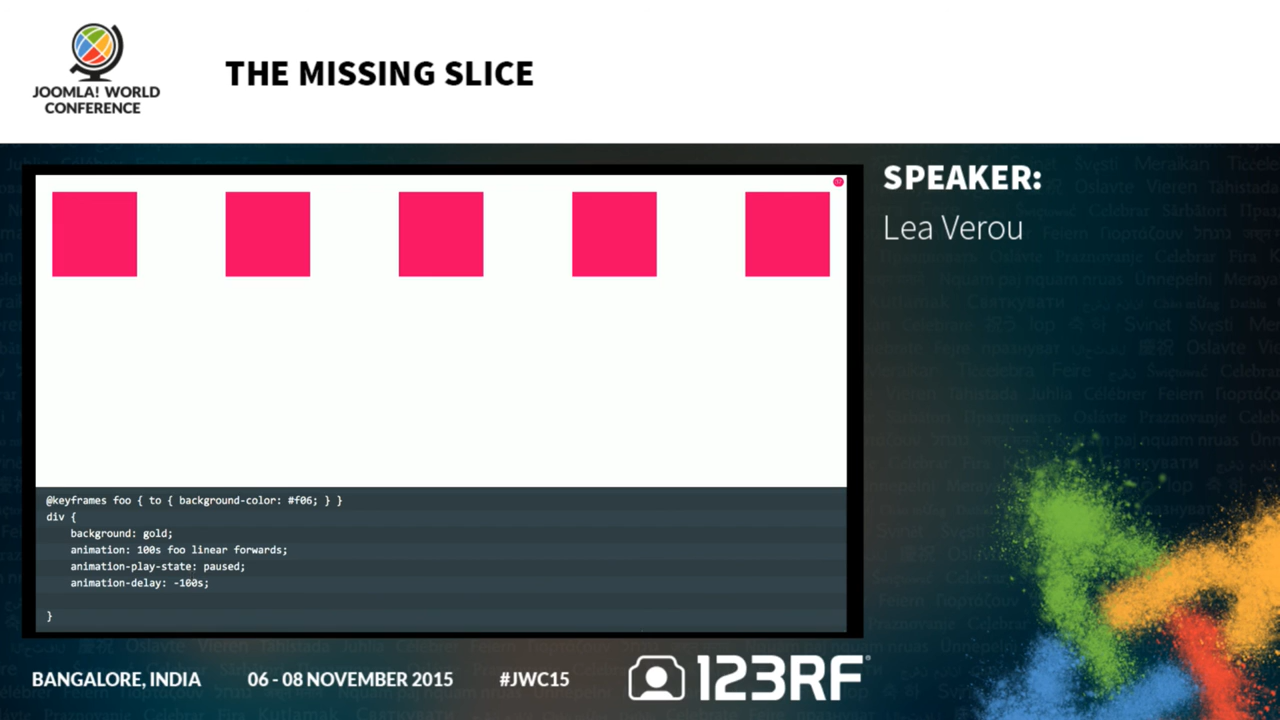 JOOMLA! WORLD
CONFERENCE
THE MISSING SLICE
SPEAKER:
Lea Verou
@keyframes foo { to { background-color: #f06; } }
div {
background: gold;
animation: 100s foo linear forwards;
animation-play-state: paused;
animation-delay: -100s;
}
BANGALORE, INDIA
06 - 08 NOVEMBER 2015
#JWC15
123RF®